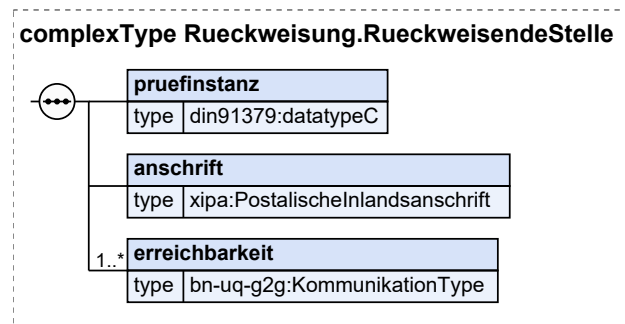 complexType Rueckweisung.RueckweisendeStelle
pruefinstanz
type din91379:datatypeC
anschrift
type xipa:PostalischeInlandsanschrift
1..* erreichbarkeit
type bn-uq-g2g:KommunikationType